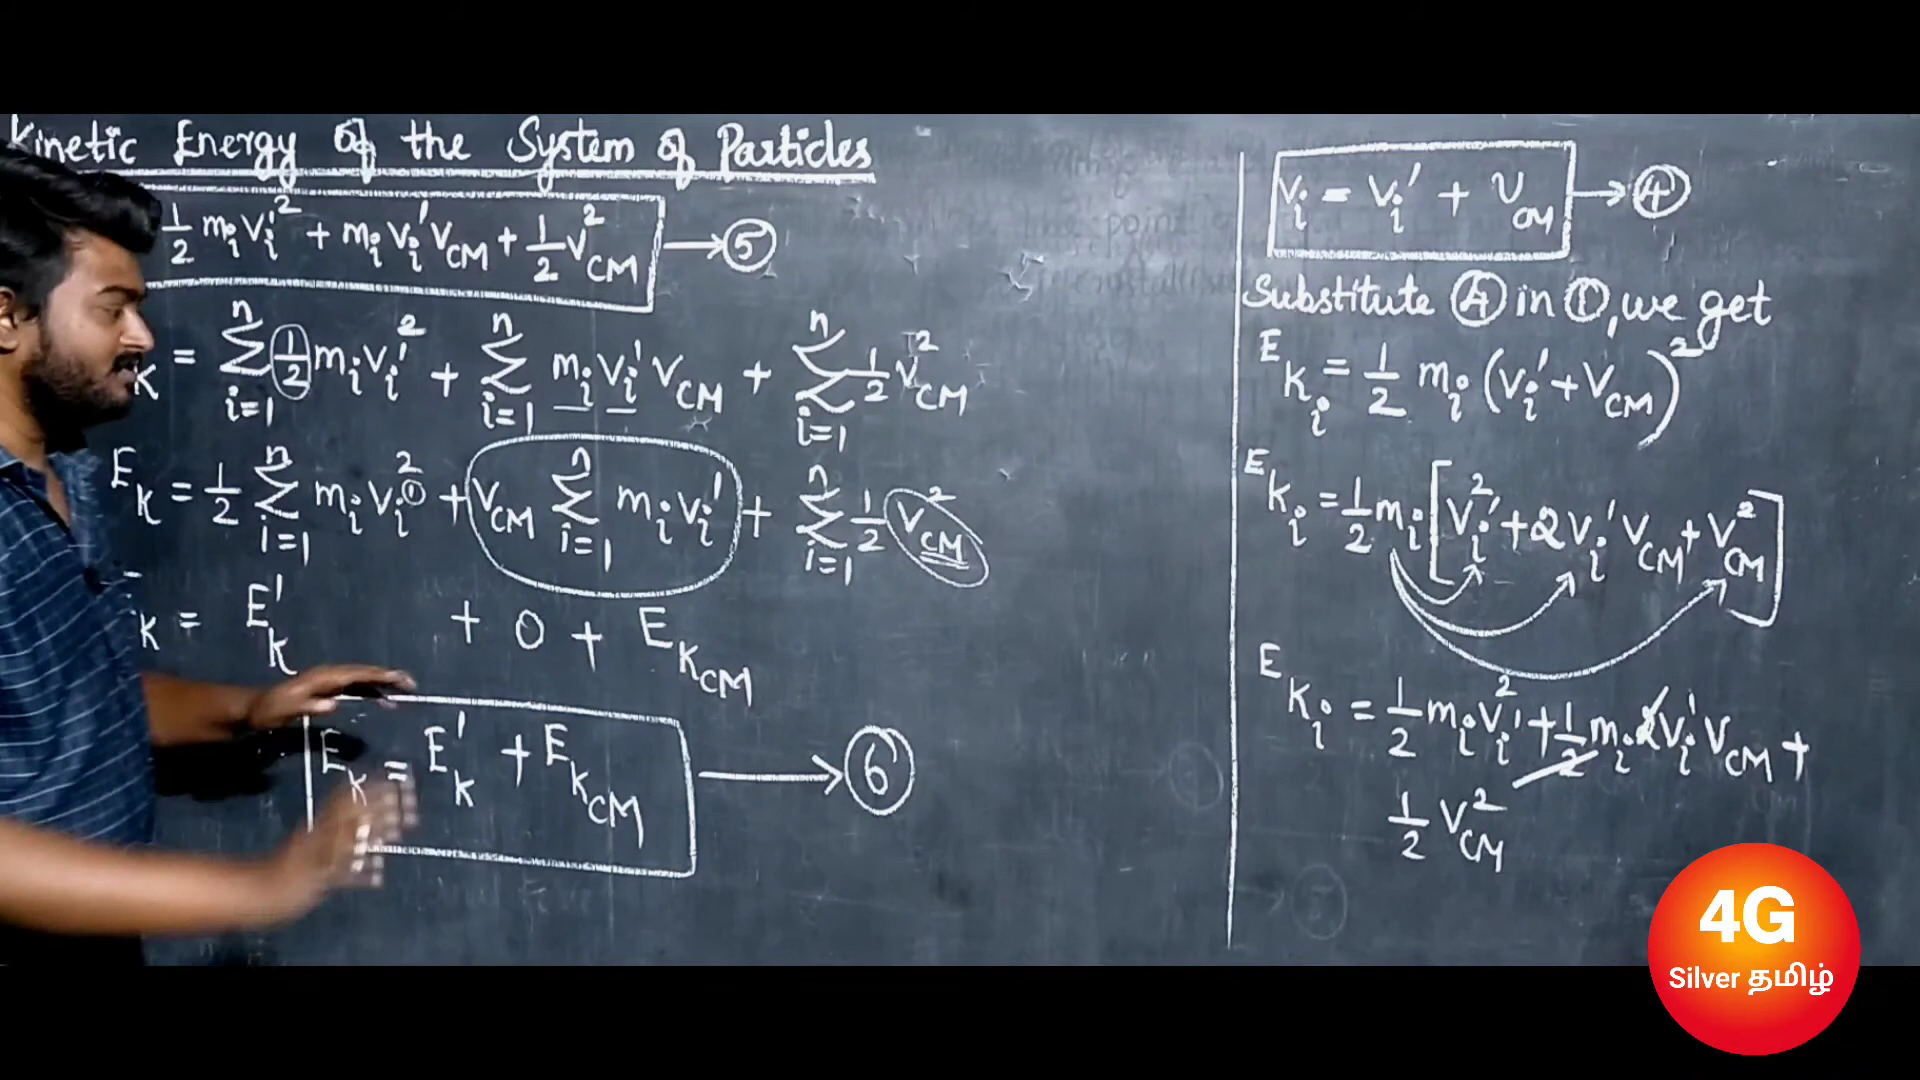 Kinetic Energy of the System of Particles
1/2 mᵢvᵢ'² + mᵢvᵢ'v_CM + 1/2 v²_CM → ⑤
K = Σⁿᵢ₌₁ 1/2 mᵢvᵢ'² + Σⁿᵢ₌₁ mᵢvᵢ'v_CM + Σⁿᵢ₌₁ 1/2 v²_CM
E_K = 1/2 Σⁿᵢ₌₁ mᵢvᵢ'² + v_CM Σⁿᵢ₌₁ mᵢvᵢ' + Σⁿᵢ₌₁ 1/2 v²_CM
K = E'_K + 0 + E_K_CM
E_K = E'_K + E_K_CM → ⑥
vᵢ = vᵢ' + v_CM → ④
Substitute ④ in ①, we get
E_Kᵢ = 1/2 mᵢ (vᵢ' + v_CM)²
E_Kᵢ = 1/2 mᵢ [vᵢ'² + 2vᵢ'v_CM + v²_CM]
E_Kᵢ = 1/2 mᵢvᵢ'² + 1/2 mᵢ 2vᵢ'v_CM +
1/2 v²_CM
4G
Silver தமிழ்